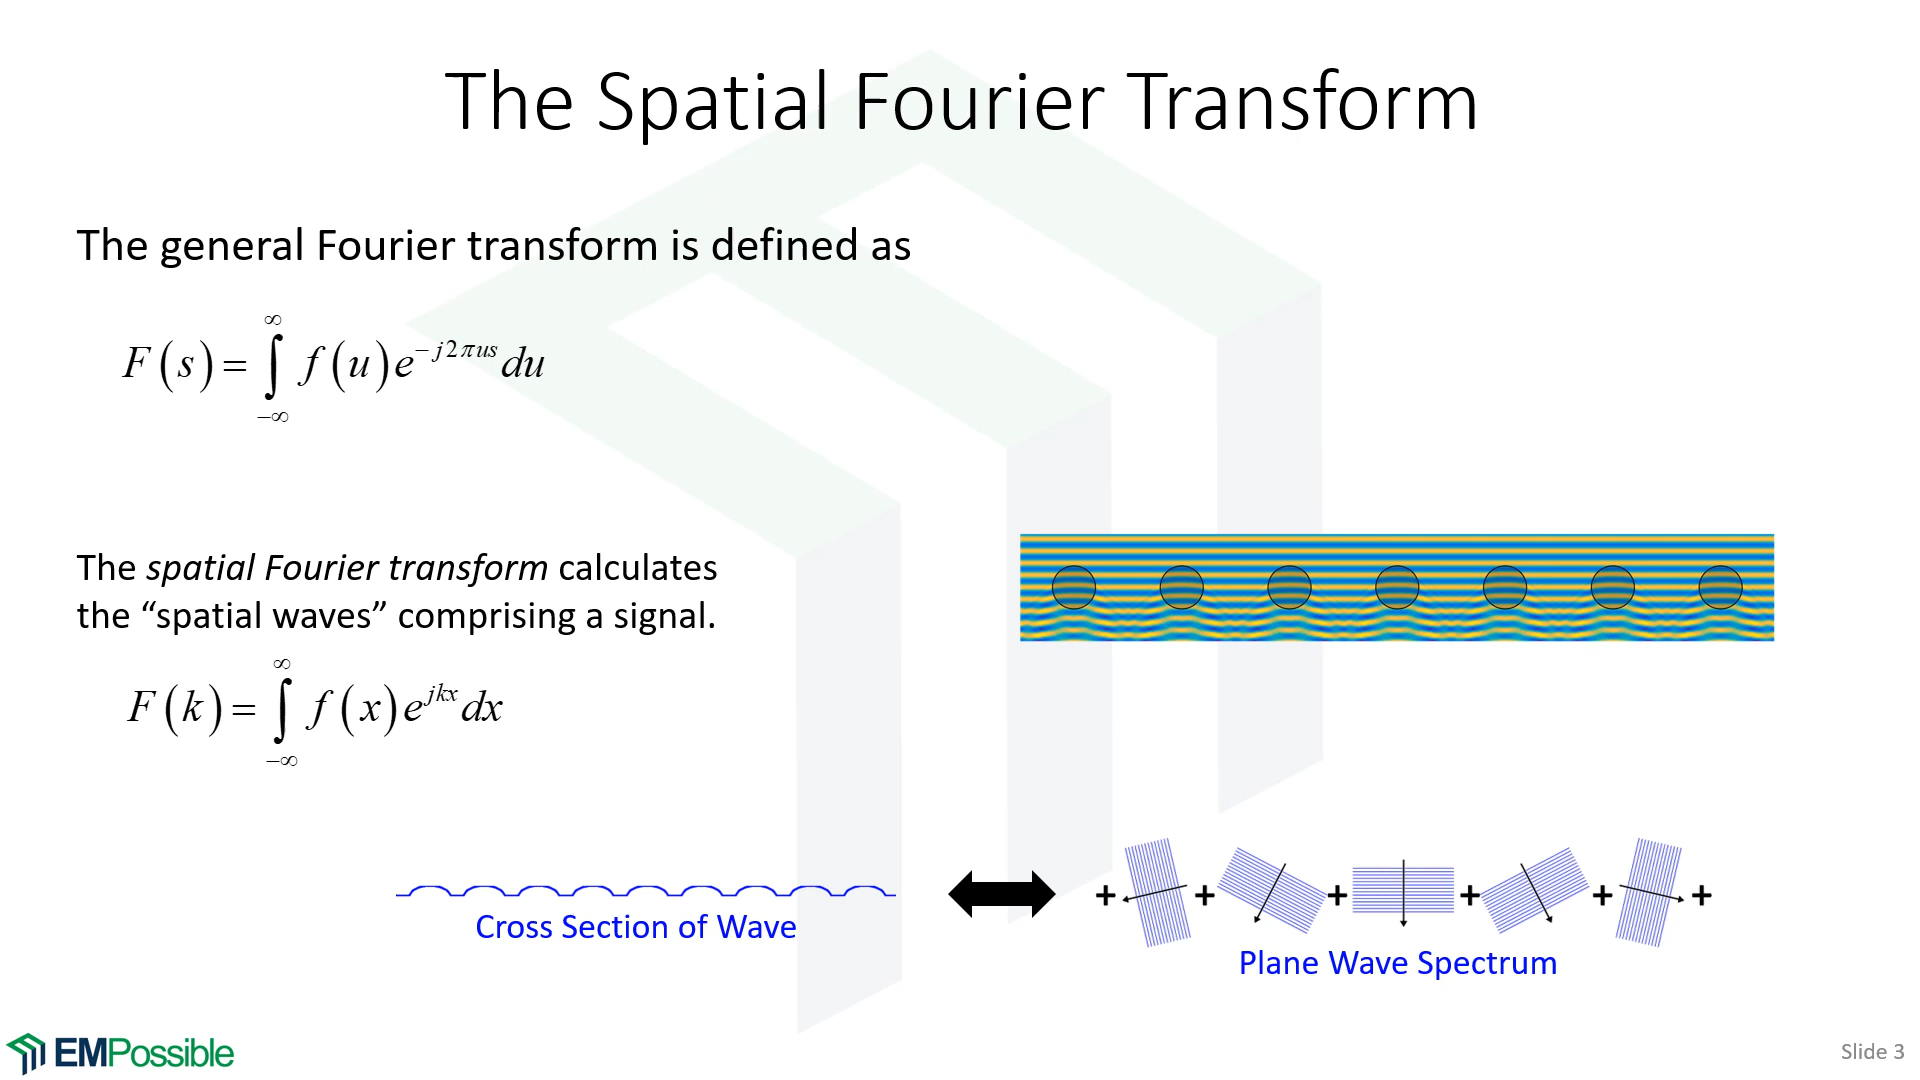 The Spatial Fourier Transform
The general Fourier transform is defined as
F(s) = ∫_{-∞}^{∞} f(u) e^{-j2πus} du
The spatial Fourier transform calculates
the “spatial waves” comprising a signal.
F(k) = ∫_{-∞}^{∞} f(x) e^{jkx} dx
+ + + + + +
Cross Section of Wave
Plane Wave Spectrum
EMPossible
Slide 3